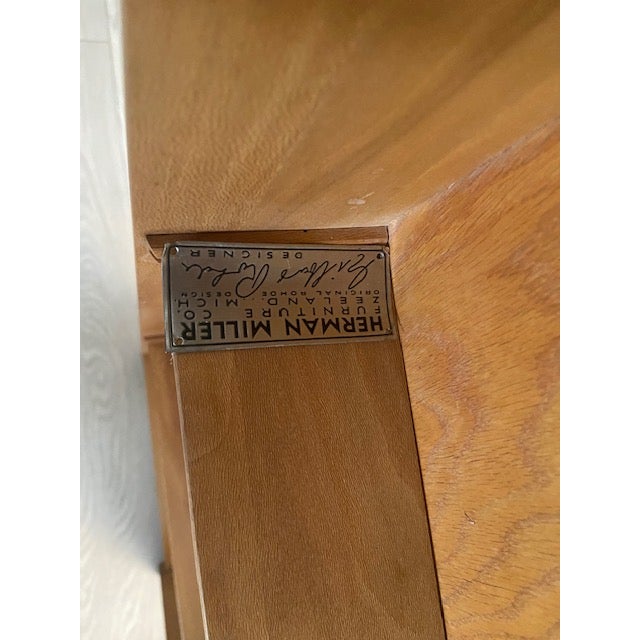 HERMAN MILLER
FURNITURE CO.
ZEELAND, MICH.
ORIGINAL ROHDE DESIGN
Gilbert Rohde
DESIGNER